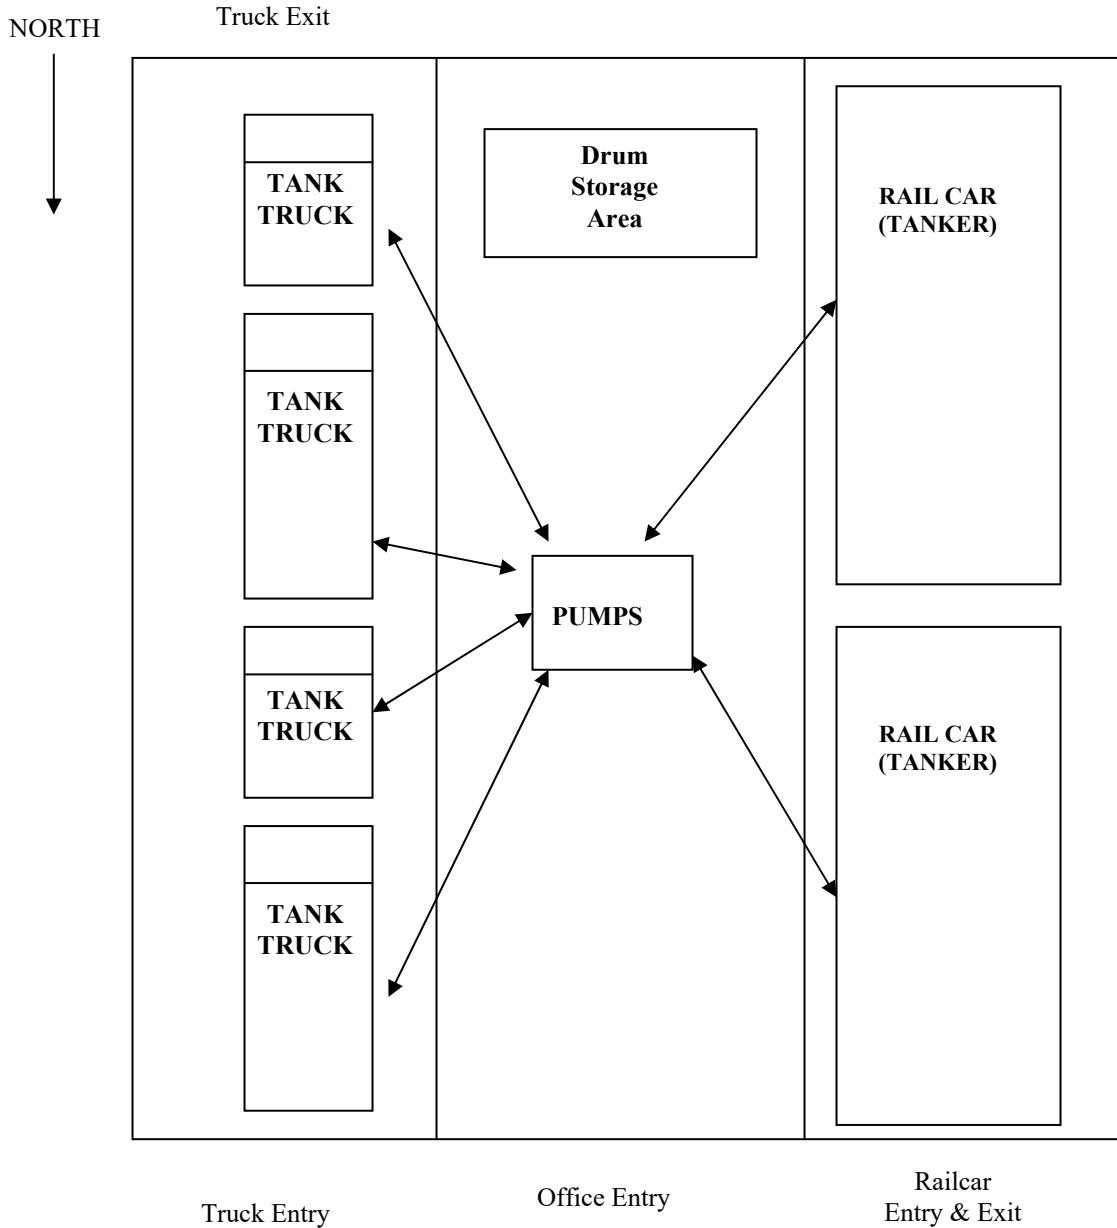 Truck Exit
NORTH
TANK
TRUCK
Drum
Storage
Area
RAIL CAR
(TANKER)
TANK
TRUCK
PUMPS
TANK
TRUCK
RAIL CAR
(TANKER)
TANK
TRUCK
Truck Entry
Office Entry
Railcar
Entry & Exit